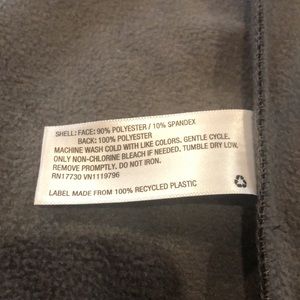 SHELL: FACE: 90% POLYESTER / 10% SPANDEX
BACK: 100% POLYESTER
MACHINE WASH COLD WITH LIKE COLORS. GENTLE CYCLE.
ONLY NON-CHLORINE BLEACH IF NEEDED. TUMBLE DRY LOW.
REMOVE PROMPTLY. DO NOT IRON.
RN17730 VN1119796
LABEL MADE FROM 100% RECYCLED PLASTIC